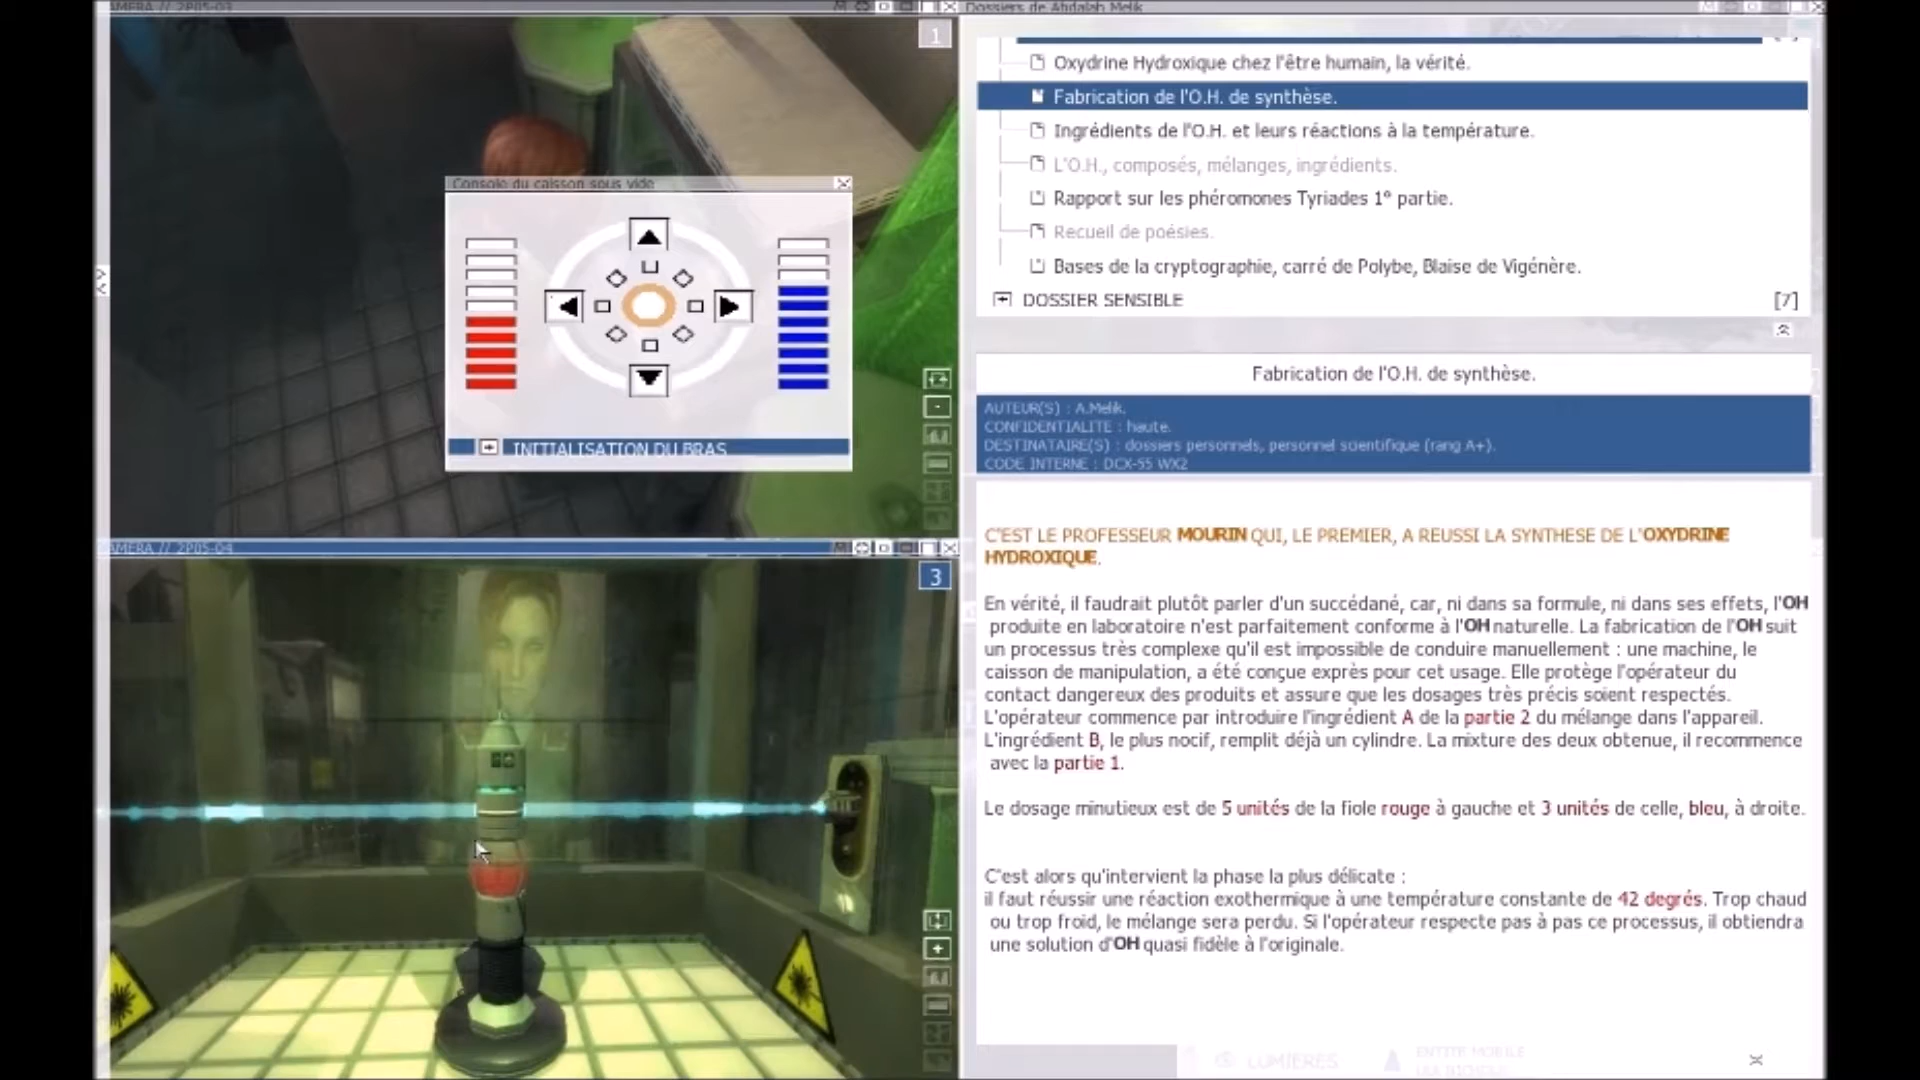 CAMERA // 2P05-03
1
Console du caisson sous vide
INITIALISATION DU BRAS
CAMERA // 2P05-04
3
Dossiers de Abdalah Melik
Oxydrine Hydroxique chez l'être humain, la vérité.
Fabrication de l'O.H. de synthèse.
Ingrédients de l'O.H. et leurs réactions à la température.
L'O.H., composés, mélanges, ingrédients.
Rapport sur les phéromones Tyriades 1° partie.
Recueil de poésies.
Bases de la cryptographie, carré de Polybe, Blaise de Vigénère.
DOSSIER SENSIBLE [7]
Fabrication de l'O.H. de synthèse.
AUTEUR(S) : A.Melik.
CONFIDENTIALITE : haute.
DESTINATAIRE(S) : dossiers personnels, personnel scientifique (rang A+).
CODE INTERNE : DCX-55 WX2
C'EST LE PROFESSEUR MOURIN QUI, LE PREMIER, A REUSSI LA SYNTHESE DE L'OXYDRINE
HYDROXIQUE.
En vérité, il faudrait plutôt parler d'un succédané, car, ni dans sa formule, ni dans ses effets, l'OH
produite en laboratoire n'est parfaitement conforme à l'OH naturelle. La fabrication de l'OH suit
un processus très complexe qu'il est impossible de conduire manuellement : une machine, le
caisson de manipulation, a été conçue exprès pour cet usage. Elle protège l'opérateur du
contact dangereux des produits et assure que les dosages très précis soient respectés.
L'opérateur commence par introduire l'ingrédient A de la partie 2 du mélange dans l'appareil.
L'ingrédient B, le plus nocif, remplit déjà un cylindre. La mixture des deux obtenue, il recommence
avec la partie 1.
Le dosage minutieux est de 5 unités de la fiole rouge à gauche et 3 unités de celle, bleu, à droite.
C'est alors qu'intervient la phase la plus délicate :
il faut réussir une réaction exothermique à une température constante de 42 degrés. Trop chaud
ou trop froid, le mélange sera perdu. Si l'opérateur respecte pas à pas ce processus, il obtiendra
une solution d'OH quasi fidèle à l'originale.
LUMIERES
ENTITE MOBILE